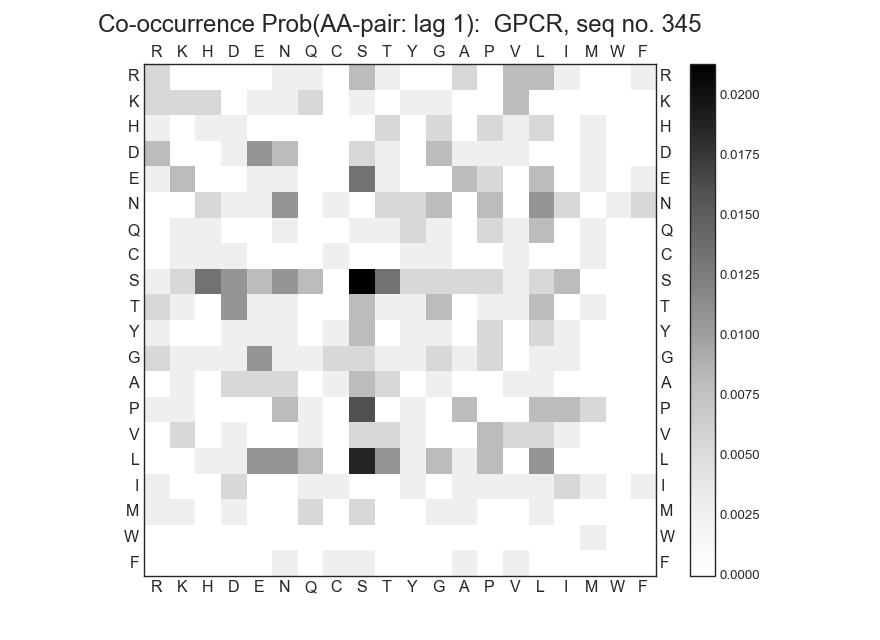 Co-occurrence Prob(AA-pair: lag 1):  GPCR, seq no. 345
R K H D E N Q C S T Y G A P V L I M W F
R R
0.0200
K K
H H
0.0175
D D
E E
0.0150
N N
Q Q
C C
0.0125
S S
T T
0.0100
Y Y
G G
A A
0.0075
P P
V V
0.0050
L L
I I
0.0025
M M
W W
F F
0.0000
R K H D E N Q C S T Y G A P V L I M W F